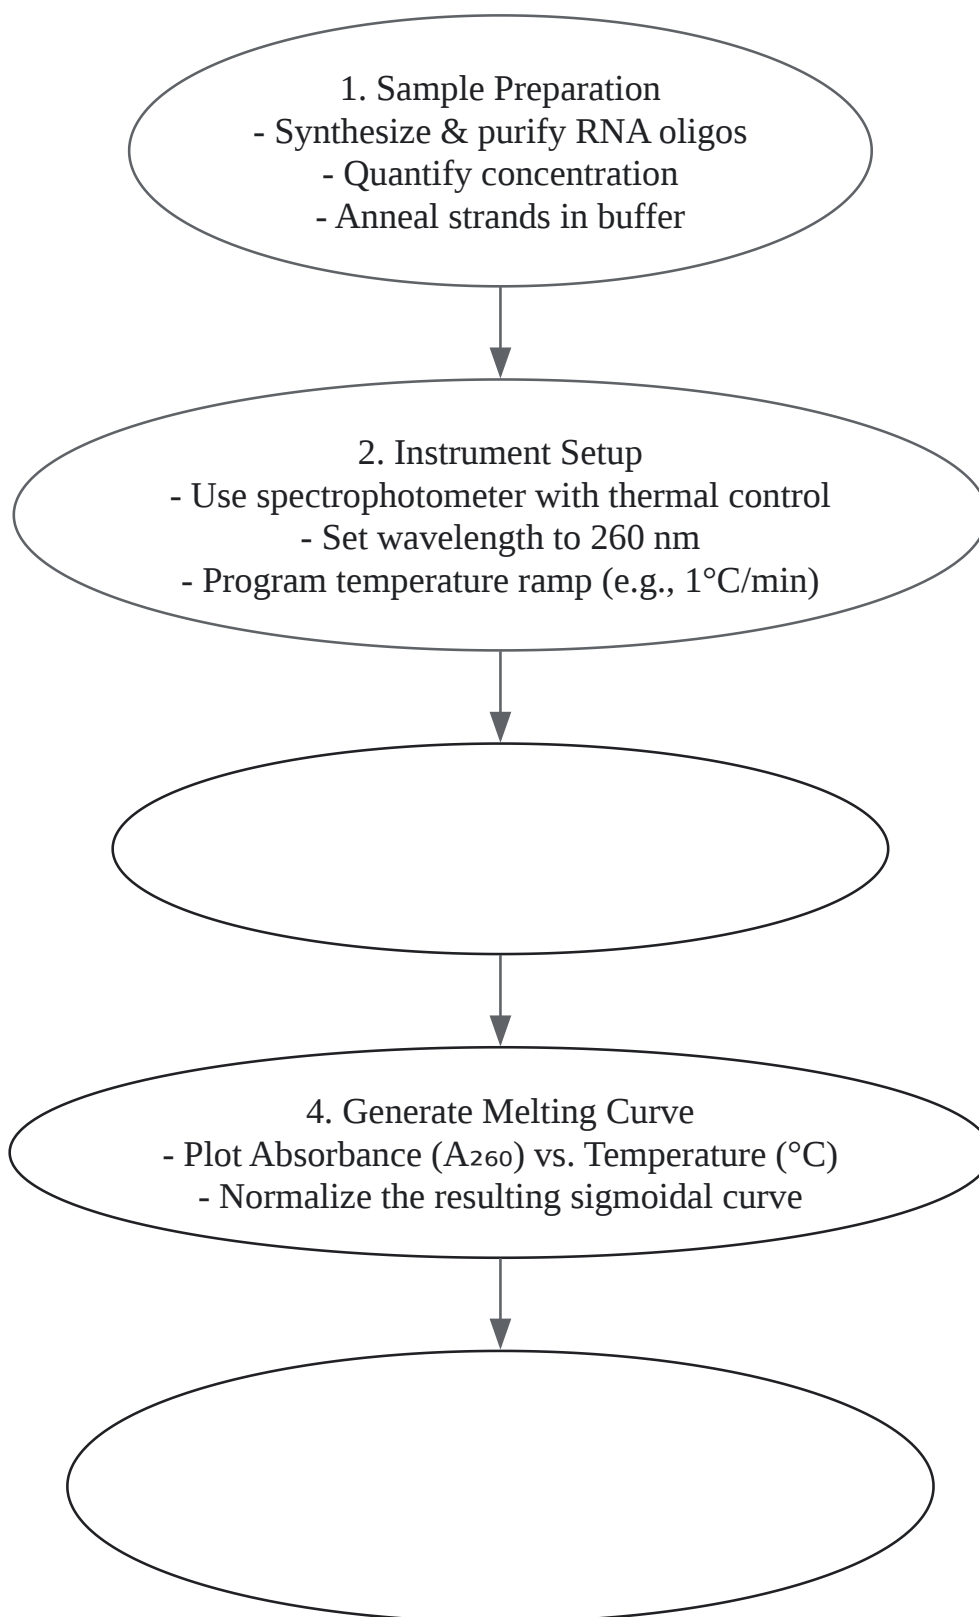 1. Sample Preparation
- Synthesize & purify RNA oligos
- Quantify concentration
- Anneal strands in buffer
2. Instrument Setup
- Use spectrophotometer with thermal control
- Set wavelength to 260 nm
- Program temperature ramp (e.g., 1°C/min)
4. Generate Melting Curve
- Plot Absorbance (A₂₆₀) vs. Temperature (°C)
- Normalize the resulting sigmoidal curve